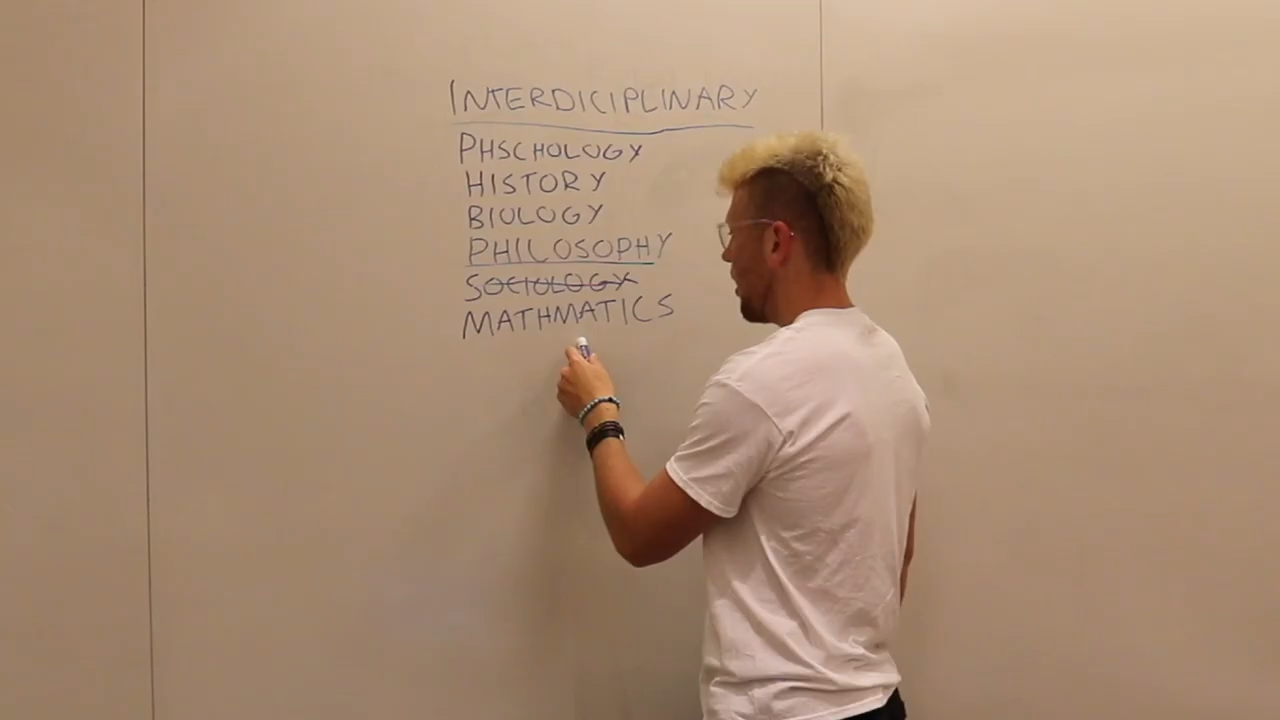 INTERDICIPLINARY
PHSCHOLOGY
HISTORY
BIOLOGY
PHILOSOPHY
SOCIOLOGY
MATHMATICS